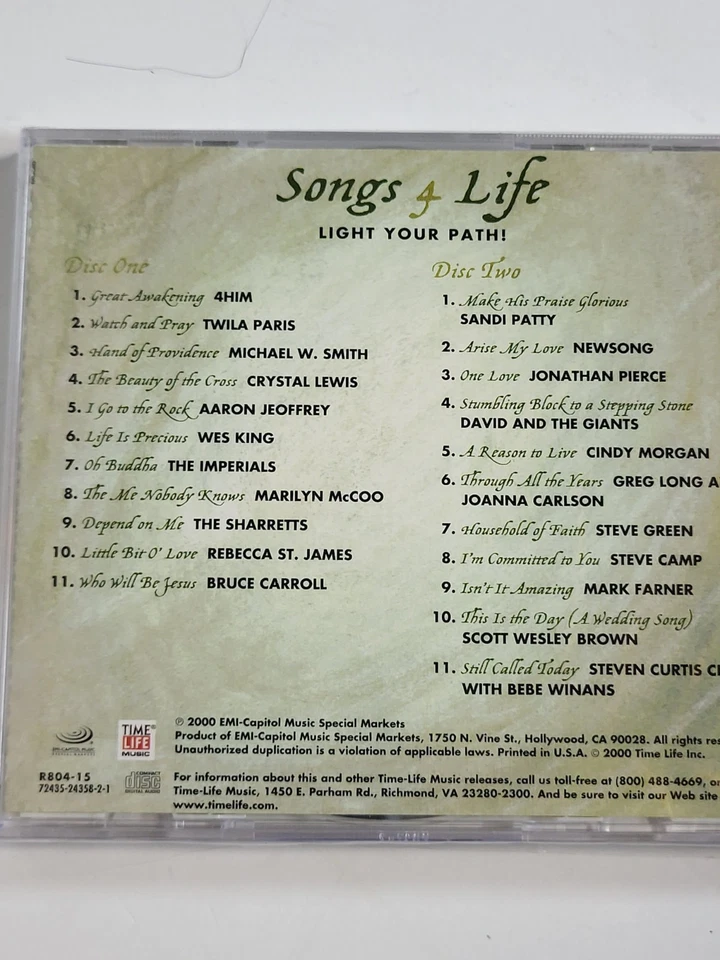 Songs 4 Life
LIGHT YOUR PATH!
Disc One
1. Great Awakening 4HIM
2. Watch and Pray TWILA PARIS
3. Hand of Providence MICHAEL W. SMITH
4. The Beauty of the Cross CRYSTAL LEWIS
5. I Go to the Rock AARON JEOFFREY
6. Life Is Precious WES KING
7. Oh Buddha THE IMPERIALS
8. The Me Nobody Knows MARILYN McCOO
9. Depend on Me THE SHARRETTS
10. Little Bit O' Love REBECCA ST. JAMES
11. Who Will Be Jesus BRUCE CARROLL
Disc Two
1. Make His Praise Glorious
SANDI PATTY
2. Arise My Love NEWSONG
3. One Love JONATHAN PIERCE
4. Stumbling Block to a Stepping Stone
DAVID AND THE GIANTS
5. A Reason to Live CINDY MORGAN
6. Through All the Years GREG LONG A
JOANNA CARLSON
7. Household of Faith STEVE GREEN
8. I'm Committed to You STEVE CAMP
9. Isn't It Amazing MARK FARNER
10. This Is the Day (A Wedding Song)
SCOTT WESLEY BROWN
11. Still Called Today STEVEN CURTIS C
WITH BEBE WINANS
TIME
LIFE
MUSIC
℗ 2000 EMI-Capitol Music Special Markets
Product of EMI-Capitol Music Special Markets, 1750 N. Vine St., Hollywood, CA 90028. All rights res
Unauthorized duplication is a violation of applicable laws. Printed in U.S.A. © 2000 Time Life Inc.
R804-15
72435-24358-2-1
COMPACT
disc
DIGITAL AUDIO
For information about this and other Time-Life Music releases, call us toll-free at (800) 488-4669, or
Time-Life Music, 1450 E. Parham Rd., Richmond, VA 23280-2300. And be sure to visit our Web site
www.timelife.com.